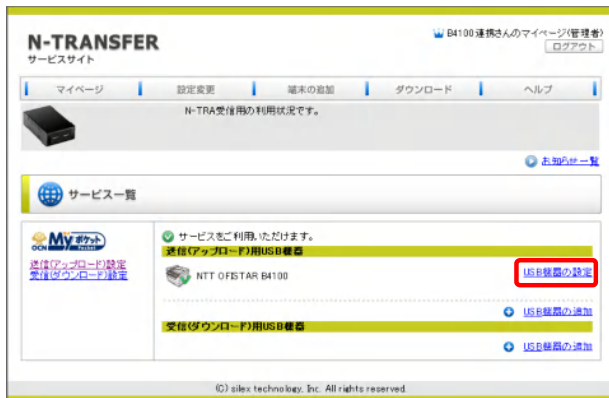 B4100連携さんのマイページ(管理者)
N-TRANSFER
ログアウト
サービスサイト
マイページ 設定変更 端末の追加 ダウンロード ヘルプ
N-TRA受信用の利用状況です。
お知らせ一覧
サービス一覧
OCN Myポケット Pocket
サービスをご利用いただけます。
送信(アップロード)用USB機器
送信(アップロード)設定
受信(ダウンロード)設定
NTT OFISTAR B4100
USB機器の設定
USB機器の追加
受信(ダウンロード)用USB機器
USB機器の追加
(C) silex technology, Inc. All rights reserved.